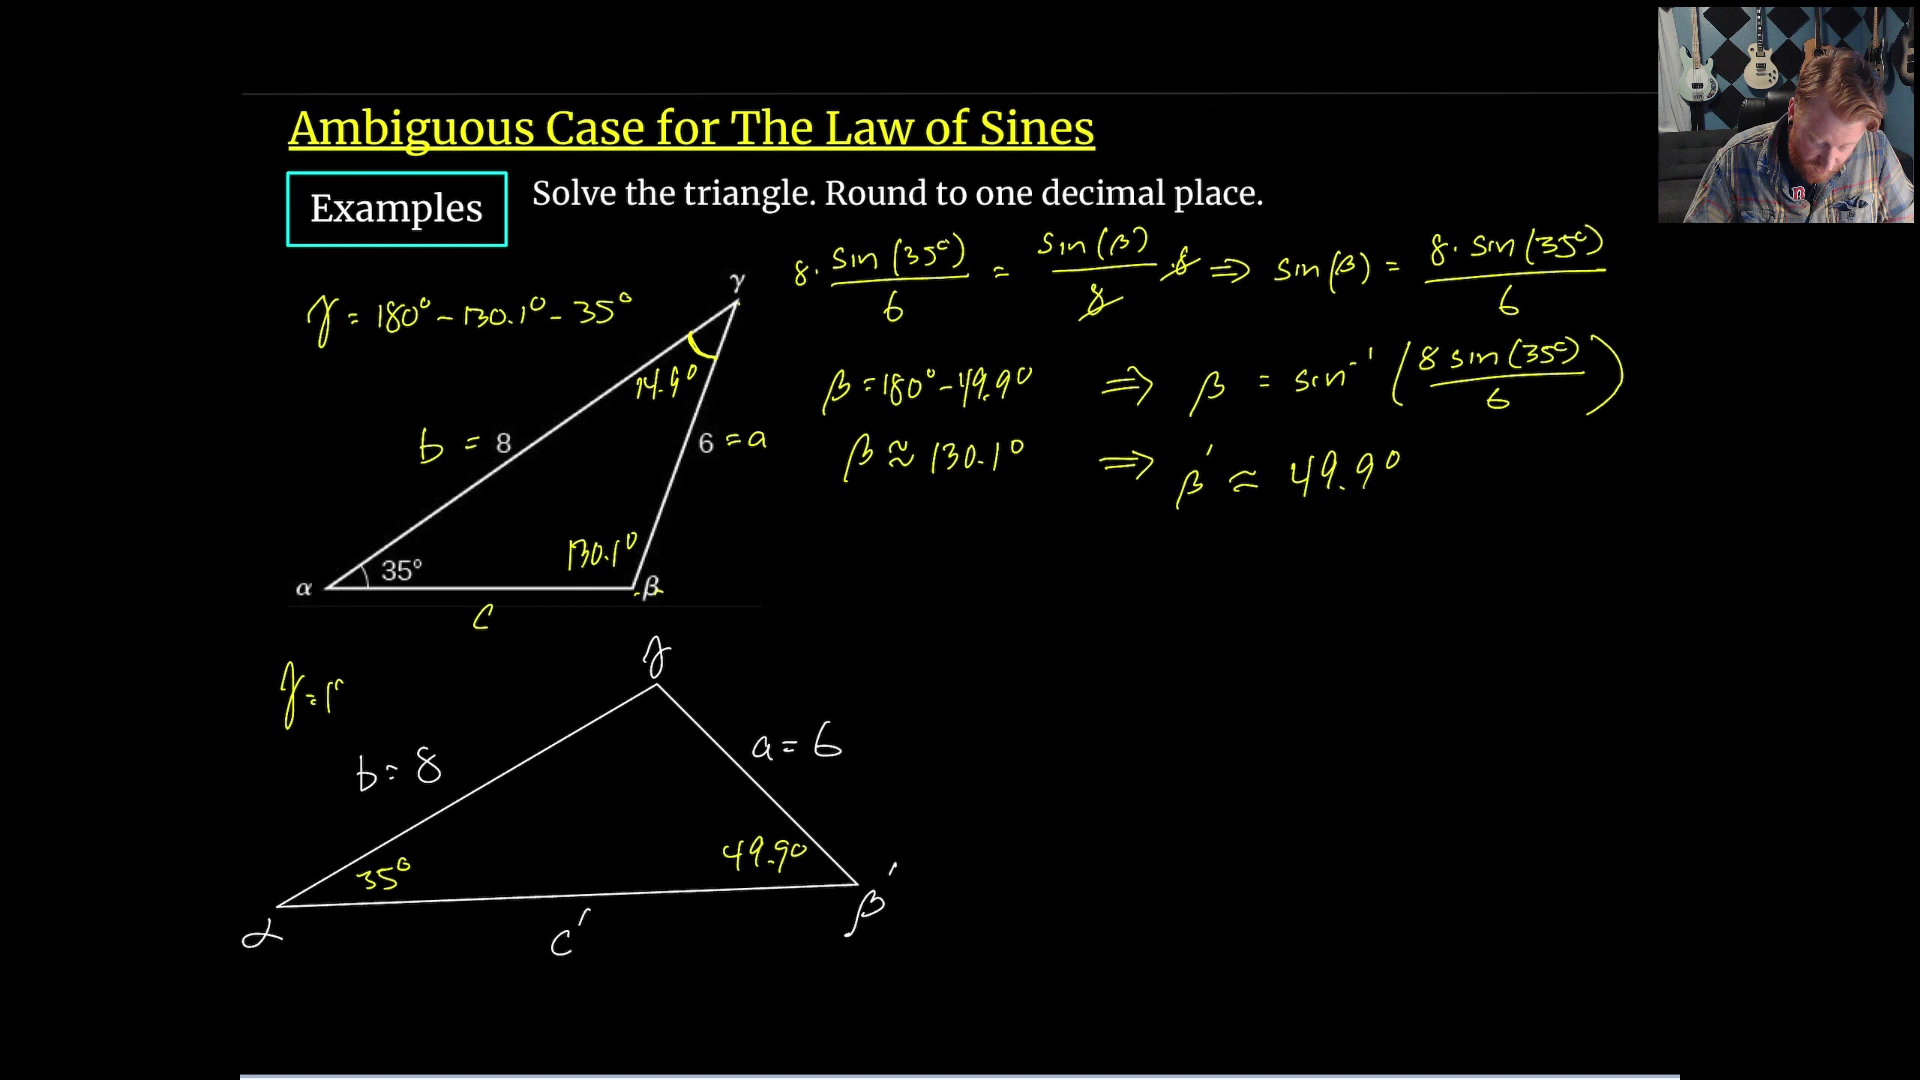 Ambiguous Case for The Law of Sines
Examples
Solve the triangle. Round to one decimal place.
8 · sin(35°)/6 = sin(β)/8 · 8 ⇒ sin(β) = 8 · sin(35°)/6
γ = 180° − 130.1° − 35°
γ
14.9°
β = 180° − 49.9° ⇒ β = sin⁻¹(8 sin(35°)/6)
b = 8
6 = a
β ≈ 130.1° ⇒ β' ≈ 49.9°
130.1°
α 35° β
c
γ
γ = 1
b = 8
a = 6
35°
49.9°
α
β'
c'